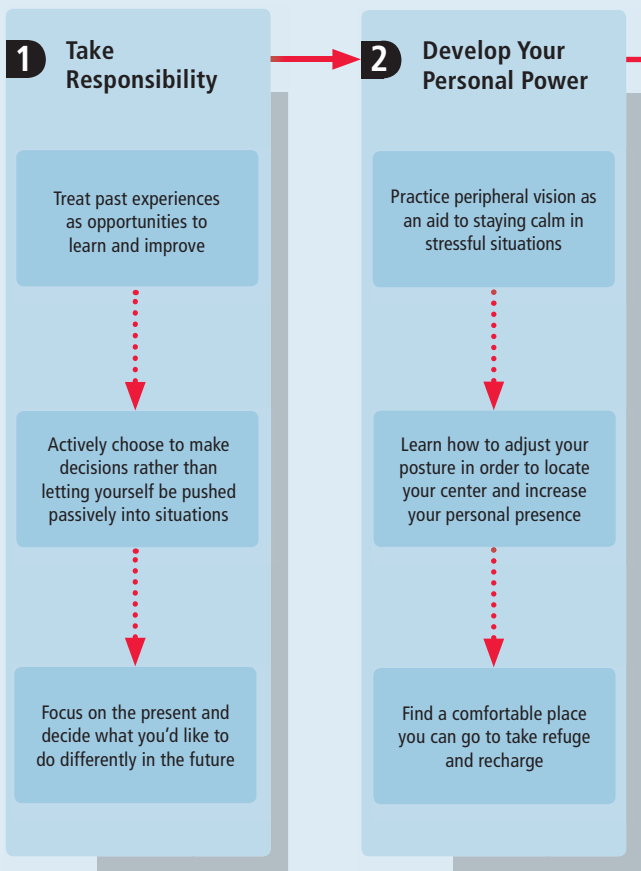 1
Take
Responsibility
Treat past experiences
as opportunities to
learn and improve
Actively choose to make
decisions rather than
letting yourself be pushed
passively into situations
Focus on the present and
decide what you'd like to
do differently in the future
2
Develop Your
Personal Power
Practice peripheral vision as
an aid to staying calm in
stressful situations
Learn how to adjust your
posture in order to locate
your center and increase
your personal presence
Find a comfortable place
you can go to take refuge
and recharge